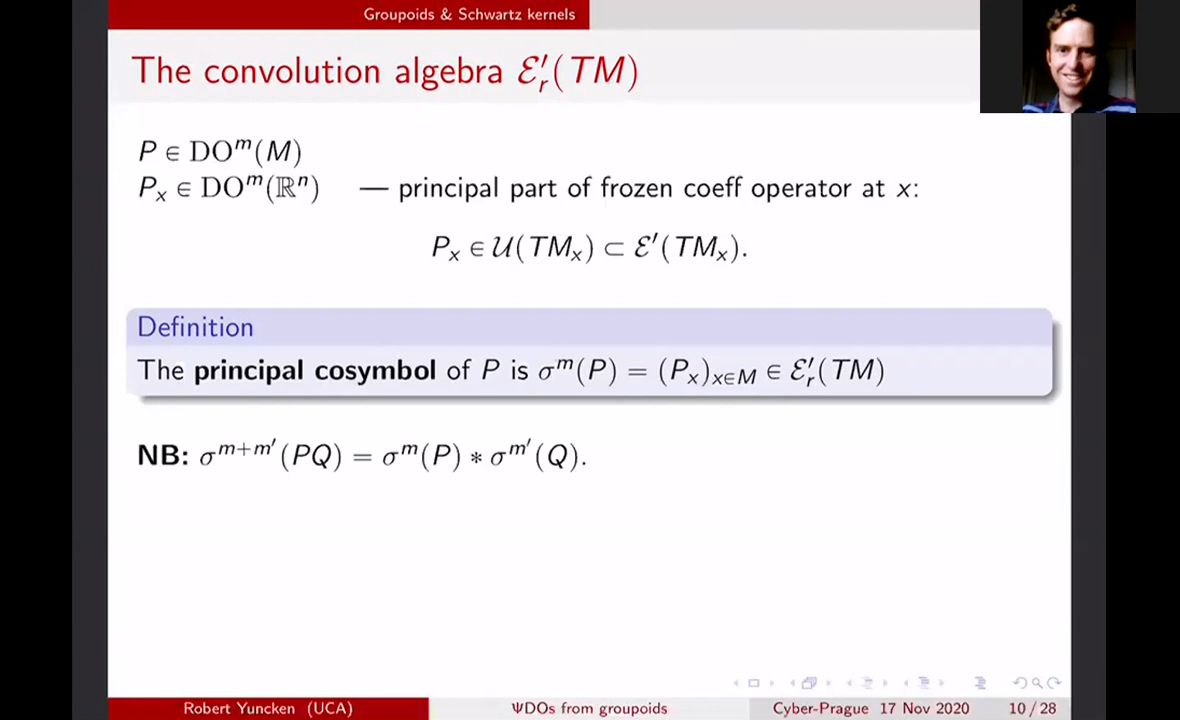 Groupoids & Schwartz kernels
The convolution algebra ℰ′ᵣ(TM)
P ∈ DOᵐ(M)
Pₓ ∈ DOᵐ(ℝⁿ) — principal part of frozen coeff operator at x:
Pₓ ∈ 𝒰(TMₓ) ⊂ ℰ′(TMₓ).
Definition
The principal cosymbol of P is σᵐ(P) = (Pₓ)ₓ∈M ∈ ℰ′ᵣ(TM)
NB: σᵐ⁺ᵐ′(PQ) = σᵐ(P) ∗ σᵐ′(Q).
Robert Yuncken (UCA) ΨDOs from groupoids Cyber-Prague 17 Nov 2020 10 / 28